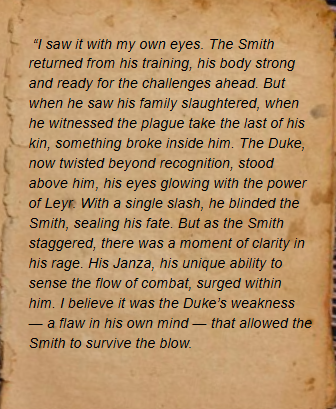 “I saw it with my own eyes. The Smith
returned from his training, his body strong
and ready for the challenges ahead. But
when he saw his family slaughtered, when
he witnessed the plague take the last of his
kin, something broke inside him. The Duke,
now twisted beyond recognition, stood
above him, his eyes glowing with the power
of Leyr. With a single slash, he blinded the
Smith, sealing his fate. But as the Smith
staggered, there was a moment of clarity in
his rage. His Janza, his unique ability to
sense the flow of combat, surged within
him. I believe it was the Duke’s weakness
— a flaw in his own mind — that allowed the
Smith to survive the blow.